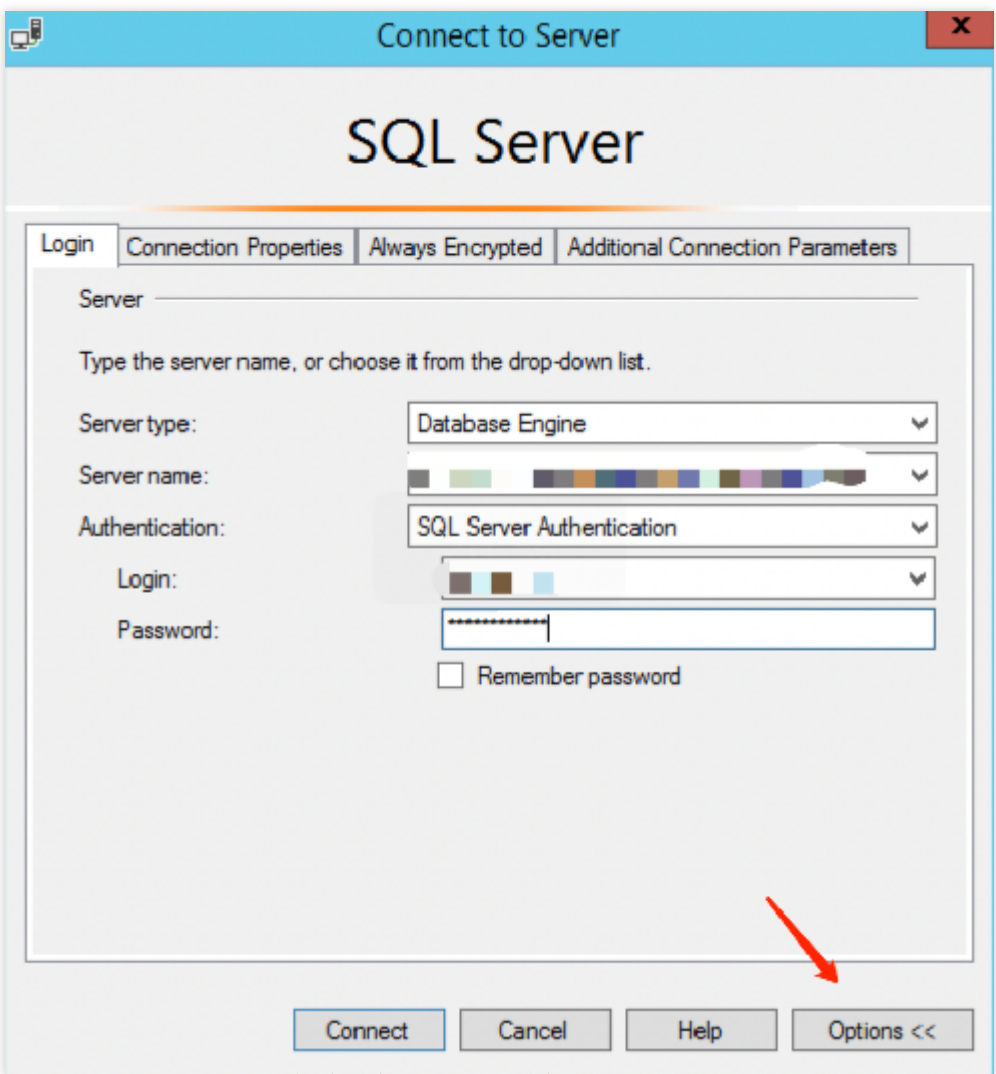 Connect to Server
x
SQL Server
Login Connection Properties Always Encrypted Additional Connection Parameters
Server
Type the server name, or choose it from the drop-down list.
Server type: Database Engine
Server name:
Authentication: SQL Server Authentication
Login:
Password: ************
Remember password
Connect Cancel Help Options <<